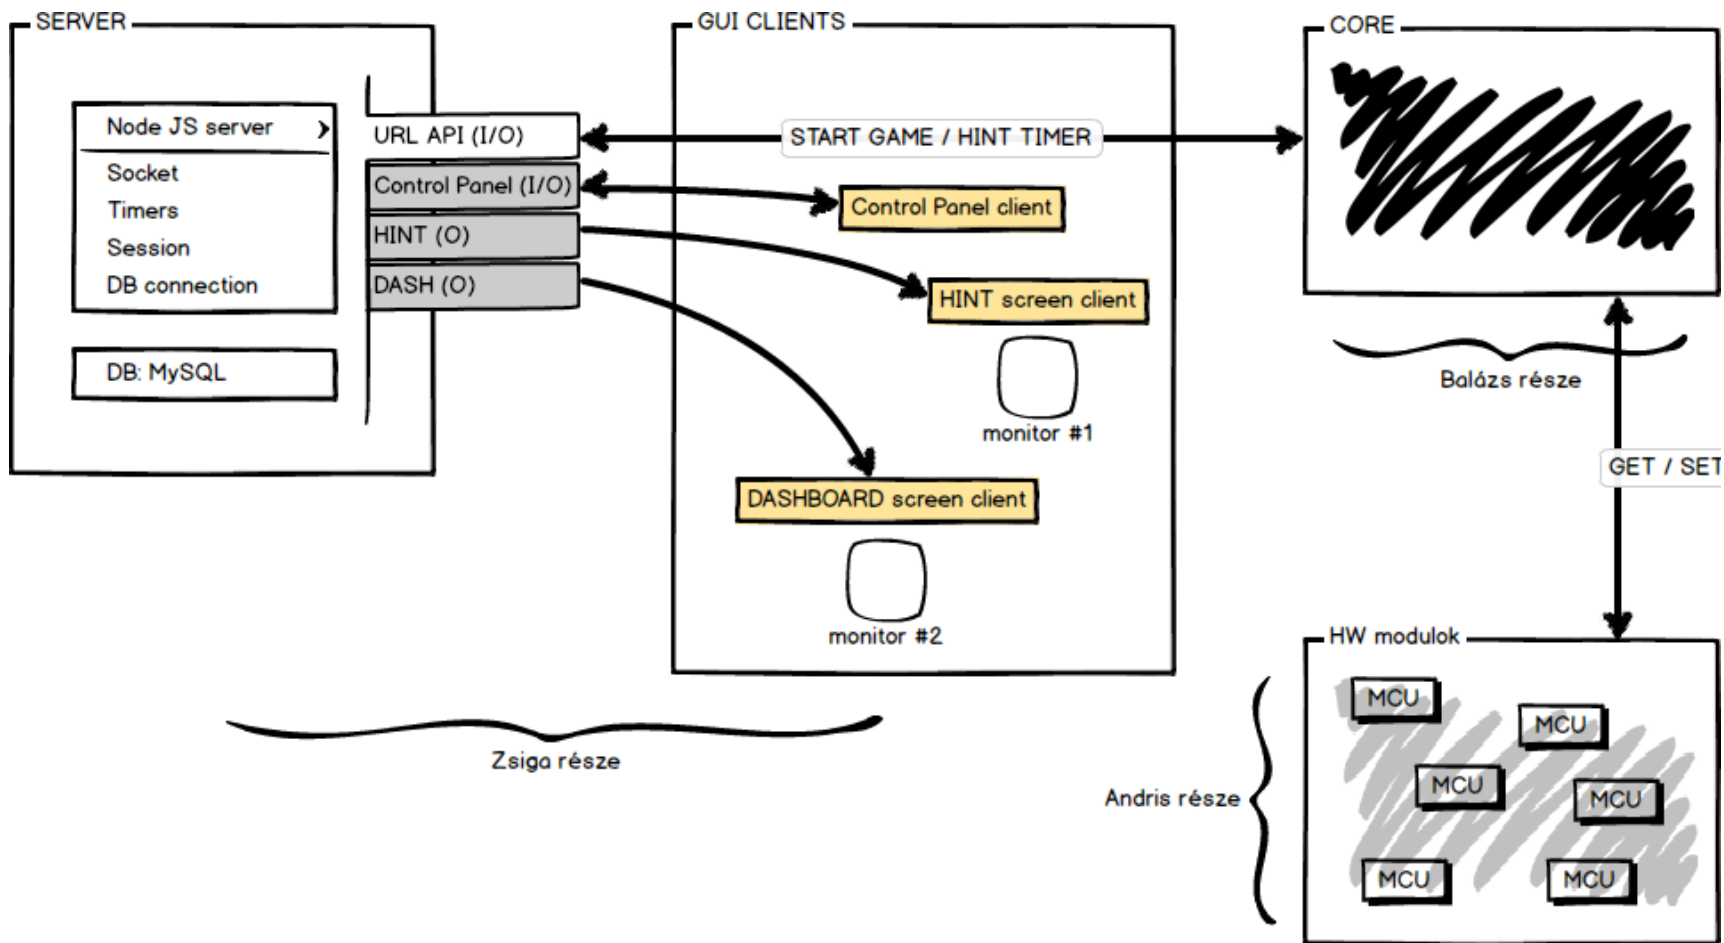 SERVER
Node JS server
Socket
Timers
Session
DB connection
DB: MySQL
URL API (I/O)
Control Panel (I/O)
HINT (O)
DASH (O)
GUI CLIENTS
START GAME / HINT TIMER
Control Panel client
HINT screen client
monitor #1
DASHBOARD screen client
monitor #2
Zsiga része
CORE
Balázs része
GET / SET
HW modulok
MCU
MCU
MCU
MCU
MCU
MCU
Andris része